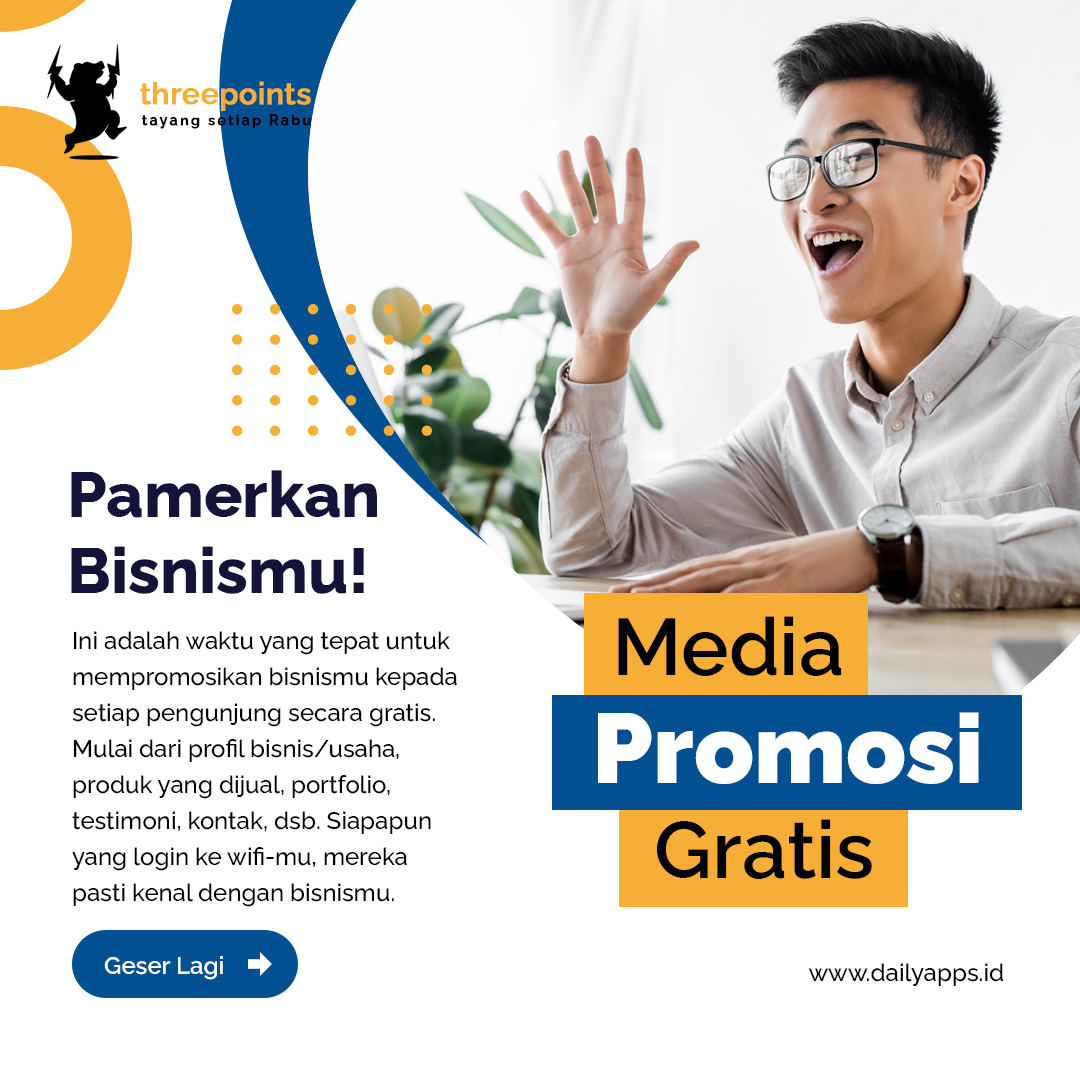 threepoints
tayang setiap Rabu
Pamerkan
Bisnismu!
Ini adalah waktu yang tepat untuk
mempromosikan bisnismu kepada
setiap pengunjung secara gratis.
Mulai dari profil bisnis/usaha,
produk yang dijual, portfolio,
testimoni, kontak, dsb. Siapapun
yang login ke wifi-mu, mereka
pasti kenal dengan bisnismu.
Geser Lagi
Media
Promosi
Gratis
www.dailyapps.id